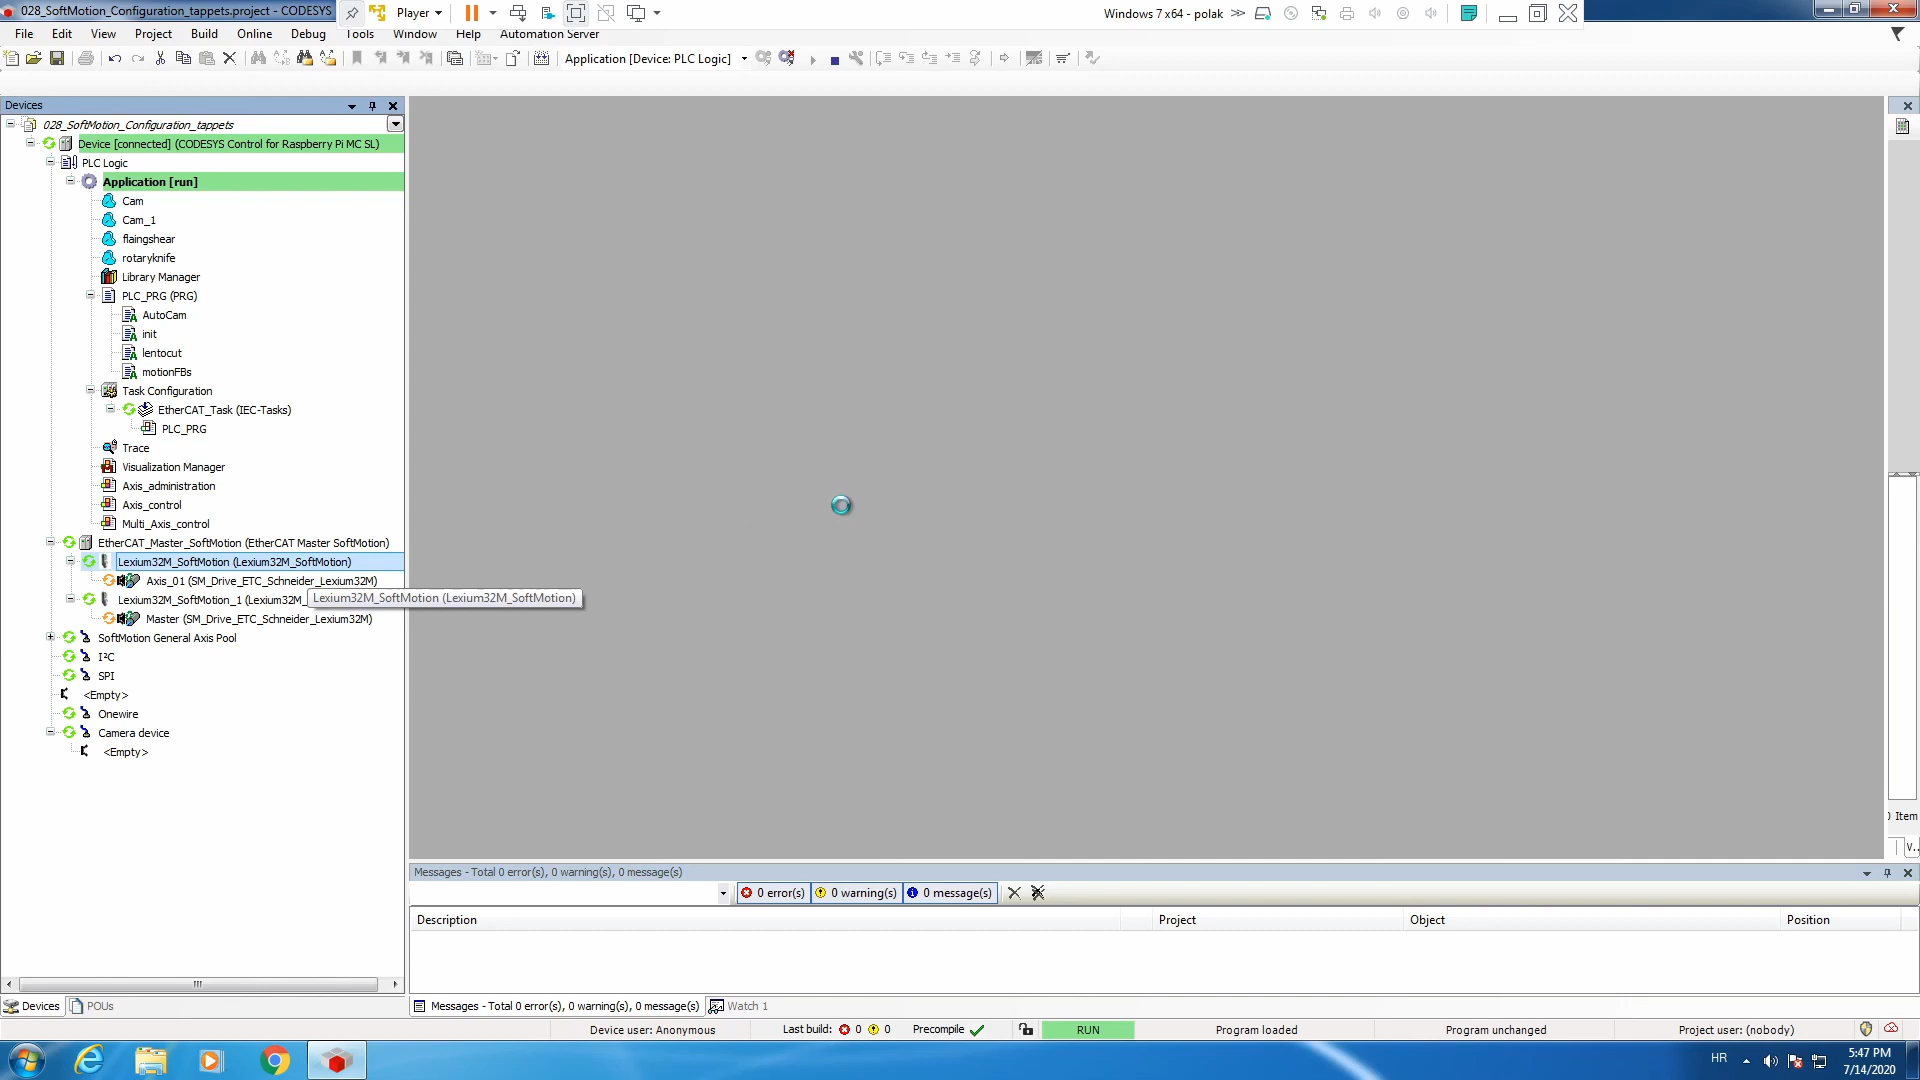 028_SoftMotion_Configuration_tappets.project - CODESYS
Player
Windows 7 x64 - polak
File Edit View Project Build Online Debug Tools Window Help Automation Server
Application [Device: PLC Logic]
Devices
028_SoftMotion_Configuration_tappets
Device [connected] (CODESYS Control for Raspberry Pi MC SL)
PLC Logic
Application [run]
Cam
Cam_1
flaingshear
rotaryknife
Library Manager
PLC_PRG (PRG)
AutoCam
init
lentocut
motionFBs
Task Configuration
EtherCAT_Task (IEC-Tasks)
PLC_PRG
Trace
Visualization Manager
Axis_administration
Axis_control
Multi_Axis_control
EtherCAT_Master_SoftMotion (EtherCAT Master SoftMotion)
Lexium32M_SoftMotion (Lexium32M_SoftMotion)
Axis_01 (SM_Drive_ETC_Schneider_Lexium32M)
Lexium32M_SoftMotion_1 (Lexium32M_
Lexium32M_SoftMotion (Lexium32M_SoftMotion)
Master (SM_Drive_ETC_Schneider_Lexium32M)
SoftMotion General Axis Pool
I²C
SPI
<Empty>
Onewire
Camera device
<Empty>
Item
V..
Messages - Total 0 error(s), 0 warning(s), 0 message(s)
0 error(s) 0 warning(s) 0 message(s)
Description Project Object Position
Devices POUs
Messages - Total 0 error(s), 0 warning(s), 0 message(s) Watch 1
Device user: Anonymous Last build: 0 0 Precompile RUN Program loaded Program unchanged Project user: (nobody)
HR
5:47 PM
7/14/2020